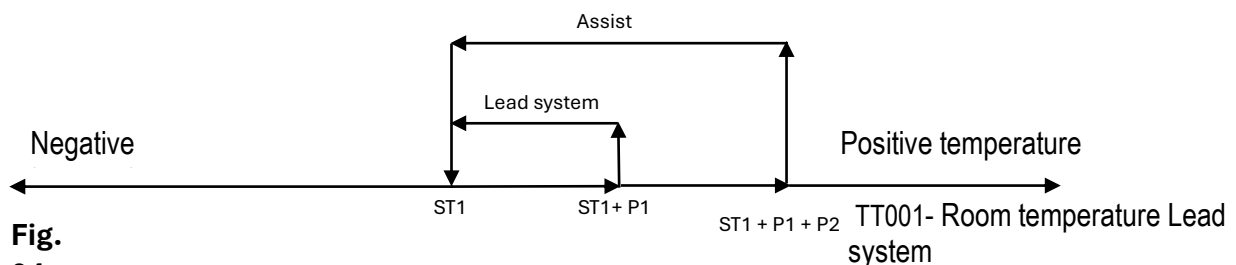 Assist
Lead system
Negative
Positive temperature
ST1
ST1+ P1
ST1 + P1 + P2
TT001- Room temperature Lead
system
Fig.